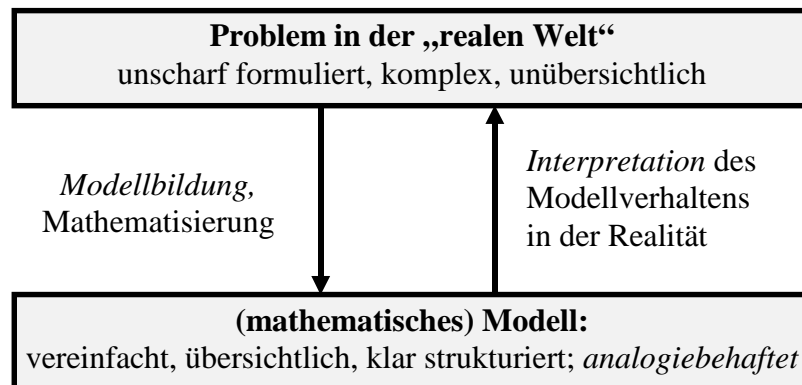 Problem in der „realen Welt“
unscharf formuliert, komplex, unübersichtlich
Modellbildung,
Mathematisierung
Interpretation des
Modellverhaltens
in der Realität
(mathematisches) Modell:
vereinfacht, übersichtlich, klar strukturiert; analogiebehaftet